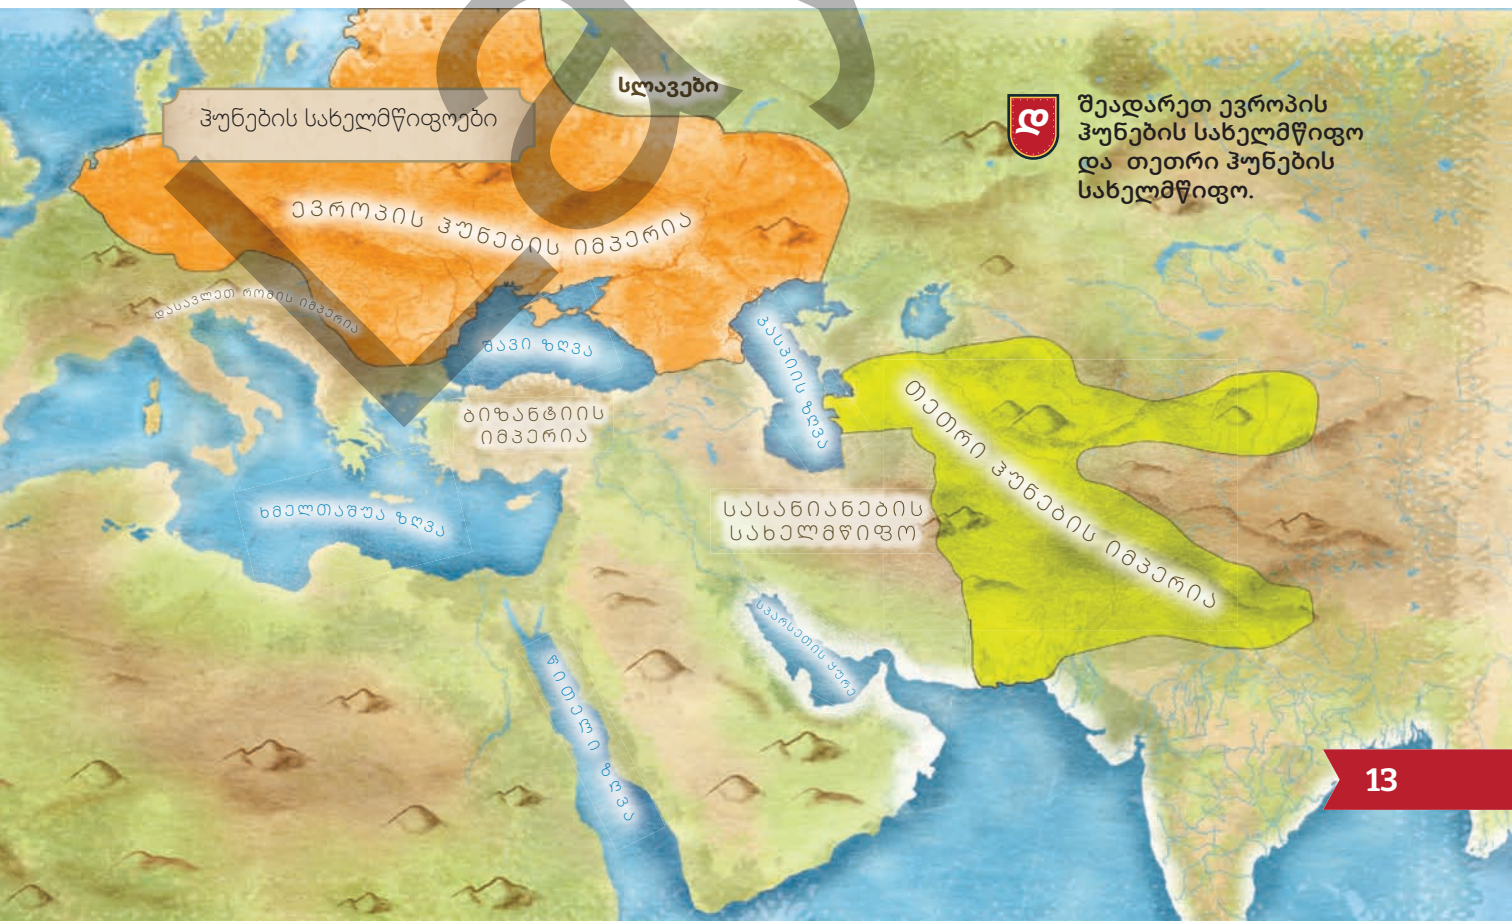 სლავები
ჰუნების სახელმწიფოები
დ
შეადარეთ ევროპის
ჰუნების სახელმწიფო
და თეთრი ჰუნების
სახელმწიფო.
ევროპის ჰუნების იმპერია
დასავლეთ რომის იმპერია
შავი ზღვა
კასპიის ზღვა
ბიზანტიის
იმპერია
თეთრი ჰუნების იმპერია
ხმელთაშუა ზღვა
სასანიანების
სახელმწიფო
სპარსეთის ყურე
წითელი ზღვა
13